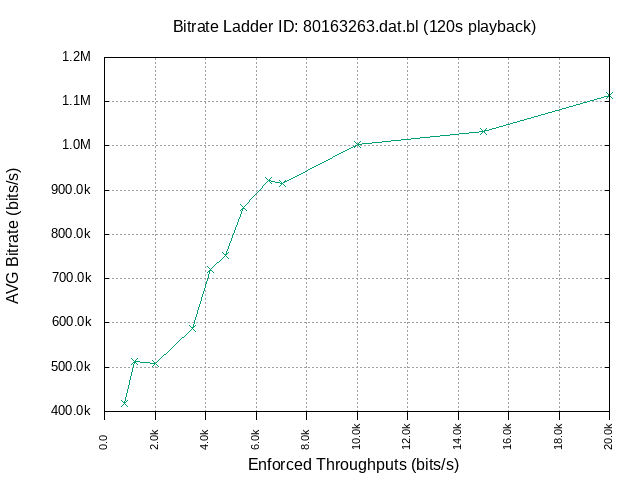 Bitrate Ladder ID: 80163263.dat.bl (120s playback)
1.2M
1.1M
1.0M
900.0k
800.0k
700.0k
600.0k
500.0k
400.0k
AVG Bitrate (bits/s)
0.0 2.0k 4.0k 6.0k 8.0k 10.0k 12.0k 14.0k 16.0k 18.0k 20.0k
Enforced Throughputs (bits/s)